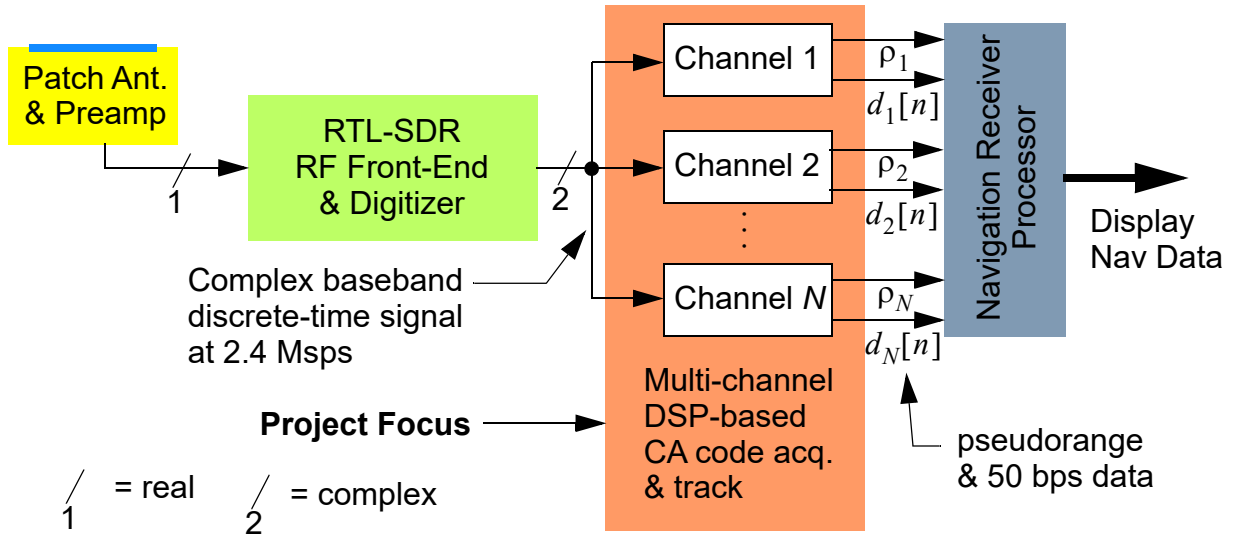 Patch Ant.
& Preamp
1
RTL-SDR
RF Front-End
& Digitizer
2
Complex baseband
discrete-time signal
at 2.4 Msps
Channel 1
Channel 2
⋮
Channel N
Multi-channel
DSP-based
CA code acq.
& track
Project Focus
ρ1
d1[n]
ρ2
d2[n]
ρN
dN[n]
Navigation Receiver
Processor
Display
Nav Data
pseudorange
& 50 bps data
1 = real
2 = complex